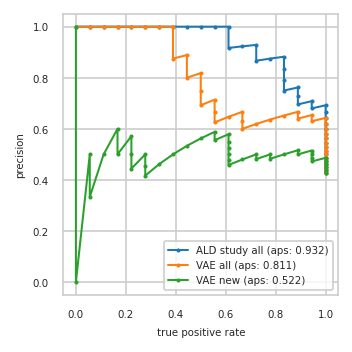 1.0
0.8
0.6
0.4
0.2
0.0
precision
ALD study all (aps: 0.932)
VAE all (aps: 0.811)
VAE new (aps: 0.522)
0.0 0.2 0.4 0.6 0.8 1.0
true positive rate